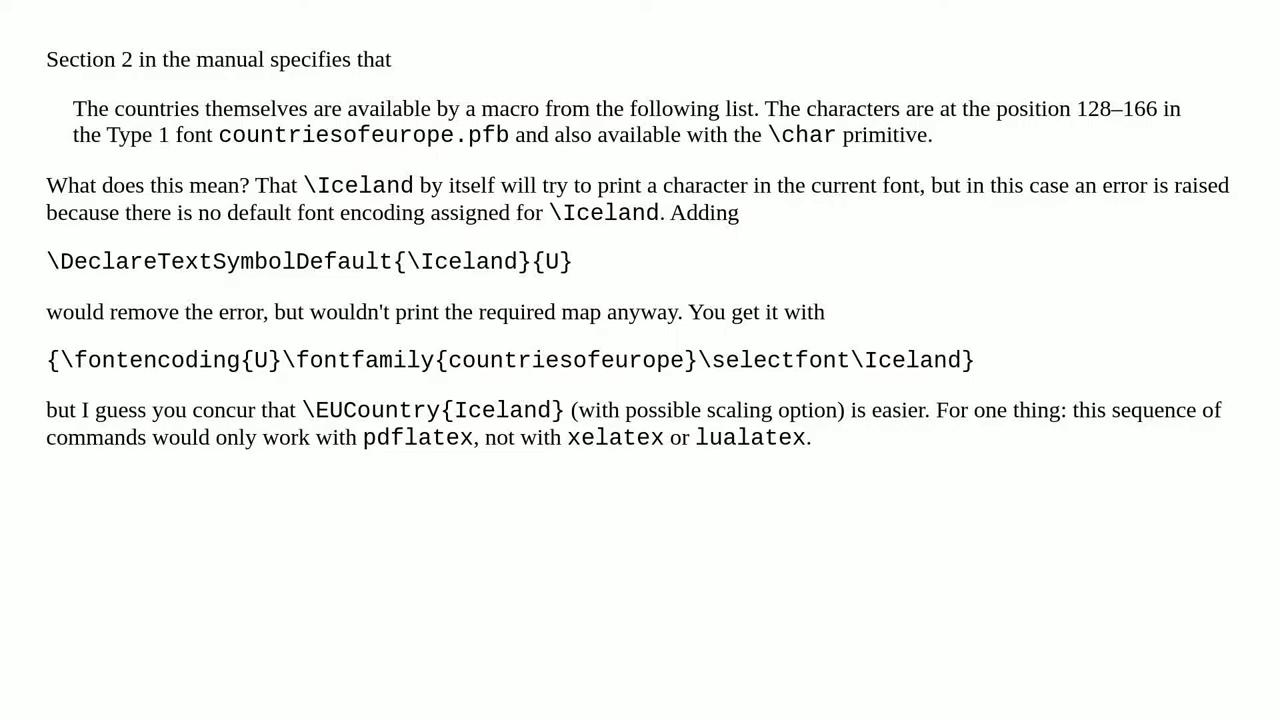 Section 2 in the manual specifies that
The countries themselves are available by a macro from the following list. The characters are at the position 128–166 in
the Type 1 font countriesofeurope.pfb and also available with the \char primitive.
What does this mean? That \Iceland by itself will try to print a character in the current font, but in this case an error is raised
because there is no default font encoding assigned for \Iceland. Adding
\DeclareTextSymbolDefault{\Iceland}{U}
would remove the error, but wouldn't print the required map anyway. You get it with
{\fontencoding{U}\fontfamily{countriesofeurope}\selectfont\Iceland}
but I guess you concur that \EUCountry{Iceland} (with possible scaling option) is easier. For one thing: this sequence of
commands would only work with pdflatex, not with xelatex or lualatex.